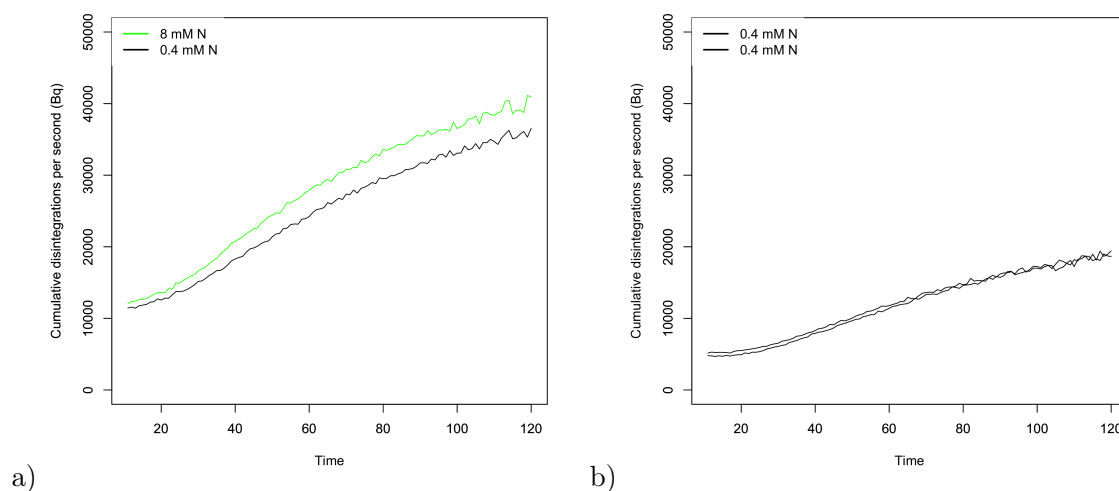 8 mM N
0.4 mM N
Cumulative disintegrations per second (Bq)
50000
40000
30000
20000
10000
0
20 40 60 80 100 120
Time
a)
0.4 mM N
0.4 mM N
Cumulative disintegrations per second (Bq)
50000
40000
30000
20000
10000
0
20 40 60 80 100 120
Time
b)